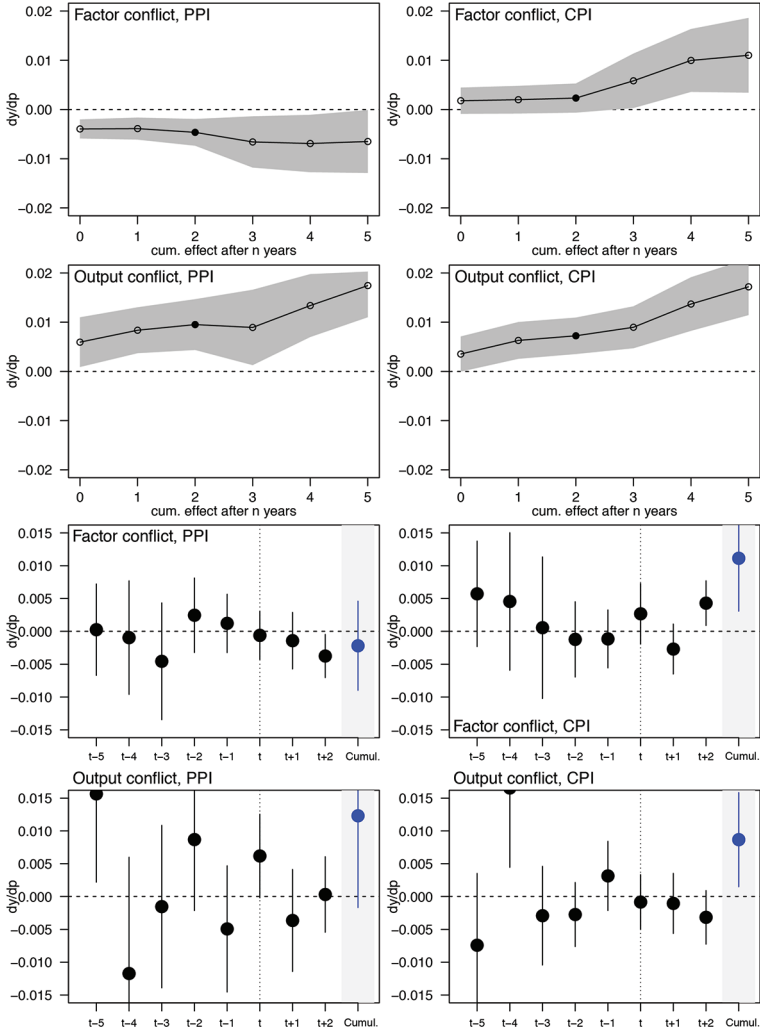 Factor conflict, PPI
0.02
0.01
0.00
−0.01
−0.02
dy/dp
0 1 2 3 4 5
cum. effect after n years
Factor conflict, CPI
0.02
0.01
0.00
−0.01
−0.02
dy/dp
0 1 2 3 4 5
cum. effect after n years
Output conflict, PPI
0.02
0.01
0.00
−0.01
−0.02
dy/dp
0 1 2 3 4 5
cum. effect after n years
Output conflict, CPI
0.02
0.01
0.00
−0.01
−0.02
dy/dp
0 1 2 3 4 5
cum. effect after n years
Factor conflict, PPI
0.015
0.010
0.005
0.000
−0.005
−0.010
−0.015
dy/dp
t−5 t−4 t−3 t−2 t−1 t t+1 t+2 Cumul.
0.015
0.010
0.005
0.000
−0.005
−0.010
−0.015
dy/dp
Factor conflict, CPI
t−5 t−4 t−3 t−2 t−1 t t+1 t+2 Cumul.
Output conflict, PPI
0.015
0.010
0.005
0.000
−0.005
−0.010
−0.015
dy/dp
t−5 t−4 t−3 t−2 t−1 t t+1 t+2 Cumul.
Output conflict, CPI
0.015
0.010
0.005
0.000
−0.005
−0.010
−0.015
dy/dp
t−5 t−4 t−3 t−2 t−1 t t+1 t+2 Cumul.